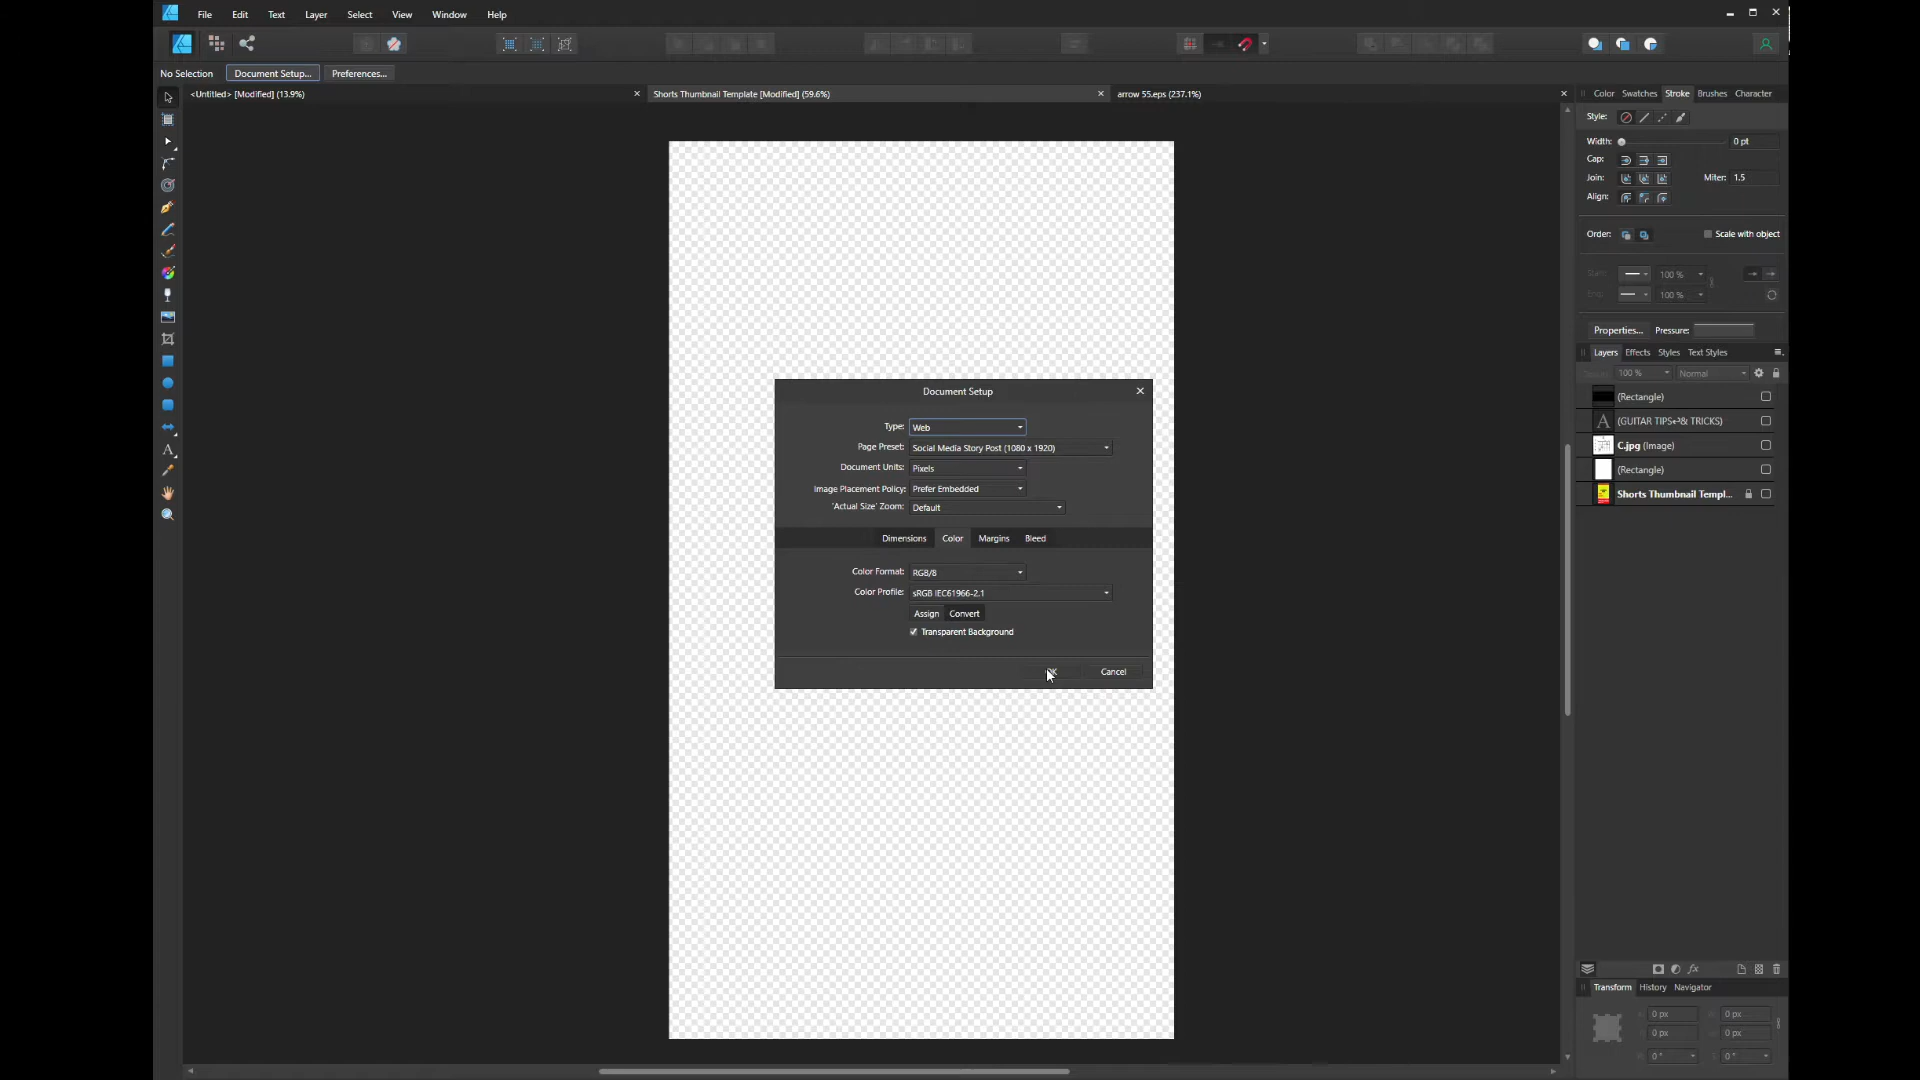 File Edit Text Layer Select View Window Help
No Selection Document Setup... Preferences...
<Untitled> [Modified] (13.9%) Shorts Thumbnail Template [Modified] (59.6%) arrow 55.eps (237.1%)
Color Swatches Stroke Brushes Character
Style:
Width: 0 pt
Cap:
Join: Miter: 1.5
Align:
Order: Scale with object
Start: 100 %
End: 100 %
Properties... Pressure:
Layers Effects Styles Text Styles
100 % Normal
(Rectangle)
(GUITAR TIPS↵& TRICKS)
C.jpg (Image)
(Rectangle)
Shorts Thumbnail Templ...
Document Setup
Type: Web
Page Preset: Social Media Story Post (1080 x 1920)
Document Units: Pixels
Image Placement Policy: Prefer Embedded
'Actual Size' Zoom: Default
Dimensions Color Margins Bleed
Color Format: RGB/8
Color Profile: sRGB IEC61966-2.1
Assign Convert
Transparent Background
OK Cancel
Transform History Navigator
0 px 0 px
0 px 0 px
0 ° 0 °